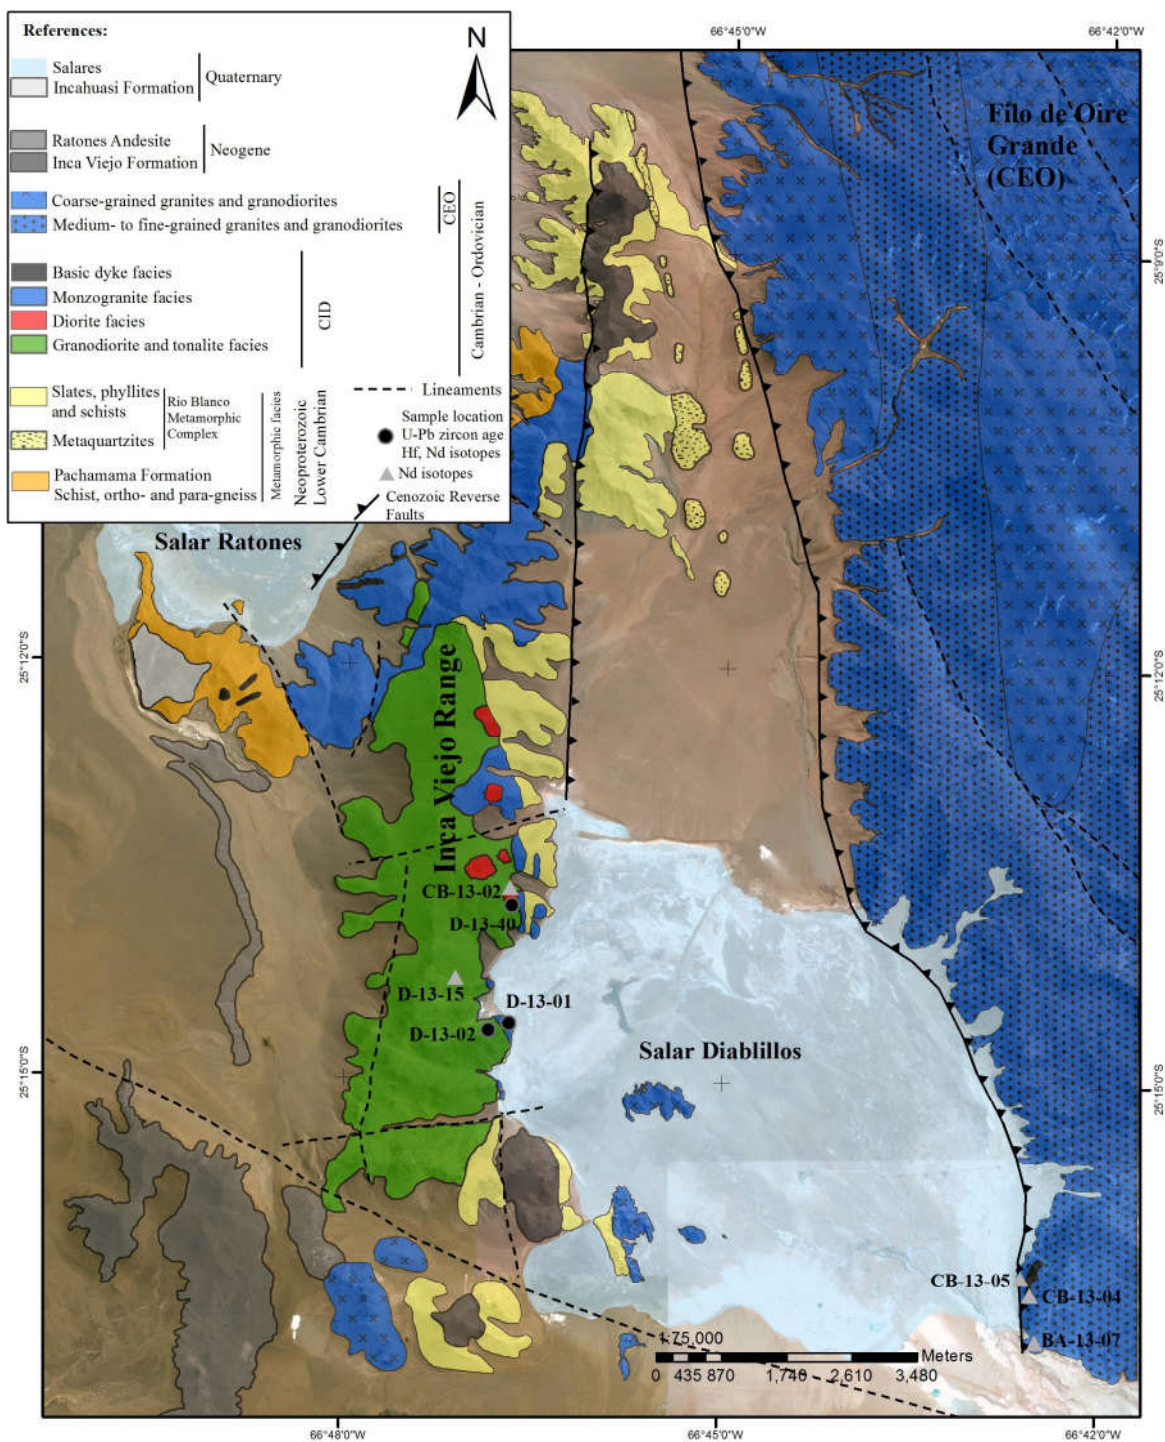 References:
Salares
Incahuasi Formation
Quaternary
Ratones Andesite
Inca Viejo Formation
Neogene
Coarse-grained granites and granodiorites
Medium- to fine-grained granites and granodiorites
CEO
Basic dyke facies
Monzogranite facies
Diorite facies
Granodiorite and tonalite facies
CID
Cambrian - Ordovician
Slates, phyllites
and schists
Metaquartzites
Rio Blanco
Metamorphic
Complex
Pachamama Formation
Schist, ortho- and para-gneiss
Metamorphic facies
Neoproterozoic
Lower Cambrian
Lineaments
Sample location
U-Pb zircon age
Hf, Nd isotopes
Nd isotopes
Cenozoic Reverse
Faults
N
66°45'0"W
66°42'0"W
Filo de Oire
Grande
(CEO)
25°9'0"S
Salar Ratones
25°12'0"S
25°12'0"S
Inca Viejo Range
CB-13-02
D-13-40
D-13-15
D-13-01
D-13-02
Salar Diablillos
25°15'0"S
25°15'0"S
CB-13-05
CB-13-04
BA-13-07
1:75,000
Meters
0 435 870 1,740 2,610 3,480
66°48'0"W
66°45'0"W
66°42'0"W